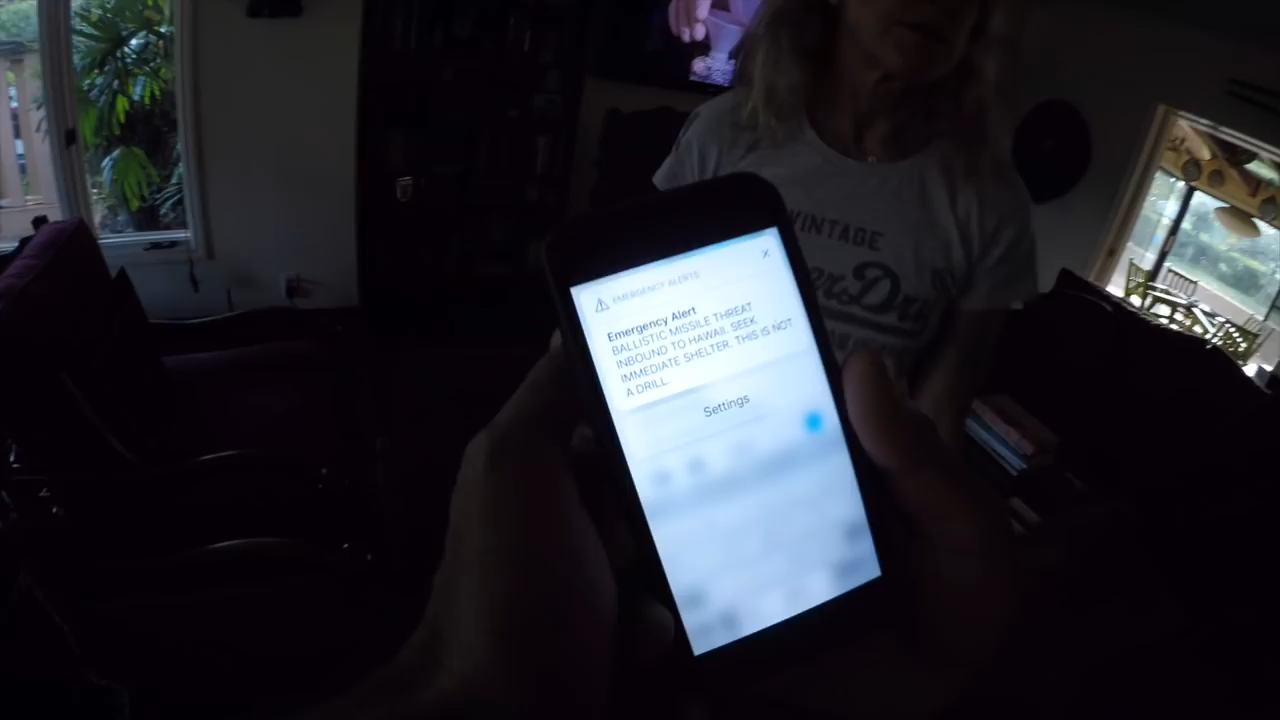 EMERGENCY ALERTS
Emergency Alert
BALLISTIC MISSILE THREAT
INBOUND TO HAWAII. SEEK
IMMEDIATE SHELTER. THIS IS NOT
A DRILL.
Settings
VINTAGE